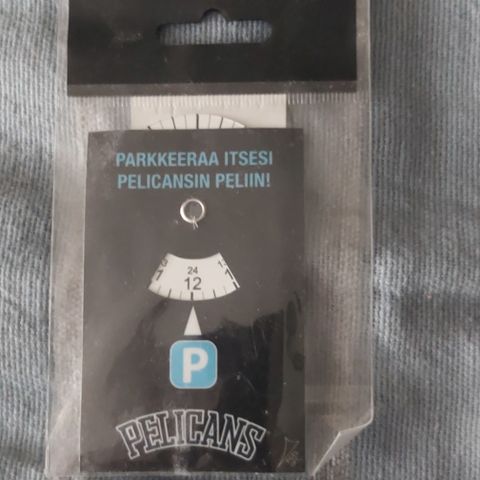 PARKKEERAA ITSESI
PELICANSIN PELIIN!
24
12
P
PELICANS